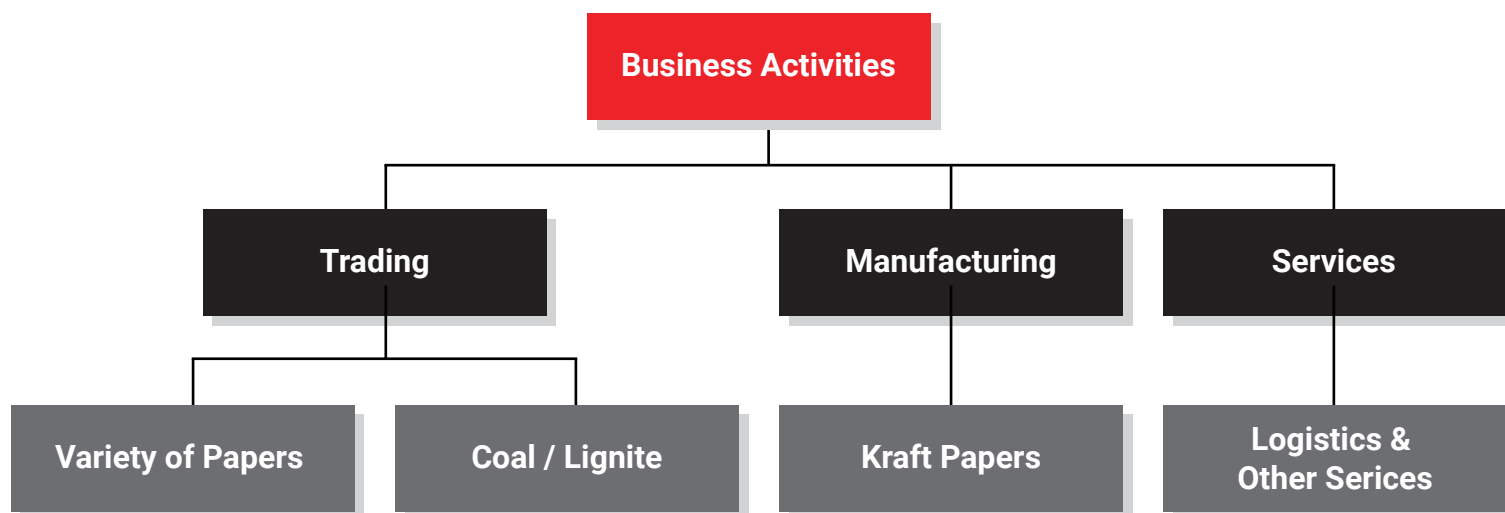 Business Activities
Trading
Manufacturing
Services
Variety of Papers
Coal / Lignite
Kraft Papers
Logistics &
Other Serices